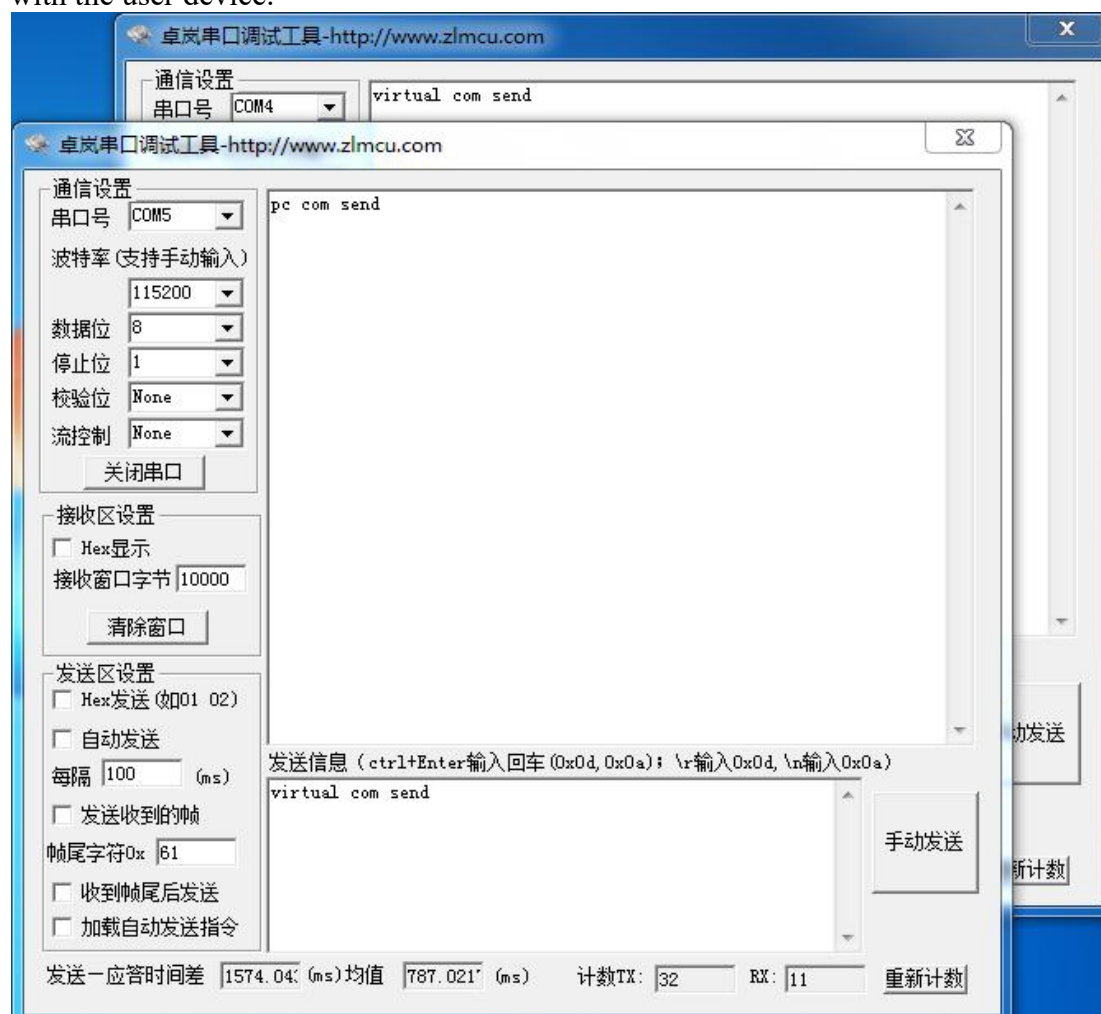 with the user device.
卓岚串口调试工具-http://www.zlmcu.com
X
通信设置
串口号 COM4
virtual com send
卓岚串口调试工具-http://www.zlmcu.com
通信设置
串口号 COM5
pc com send
波特率(支持手动输入)
115200
数据位 8
停止位 1
校验位 None
流控制 None
关闭串口
接收区设置
Hex显示
接收窗口字节 10000
清除窗口
发送区设置
Hex发送(如01 02)
自动发送
每隔 100 (ms)
发送收到的帧
帧尾字符0x 61
收到帧尾后发送
加载自动发送指令
发送信息(ctrl+Enter输入回车(0x0d,0x0a); \r输入0x0d,\n输入0x0a)
virtual com send
手动发送
动发送
新计数
发送一应答时间差 1574.04 (ms)均值 787.021 (ms) 计数TX: 32 RX: 11 重新计数